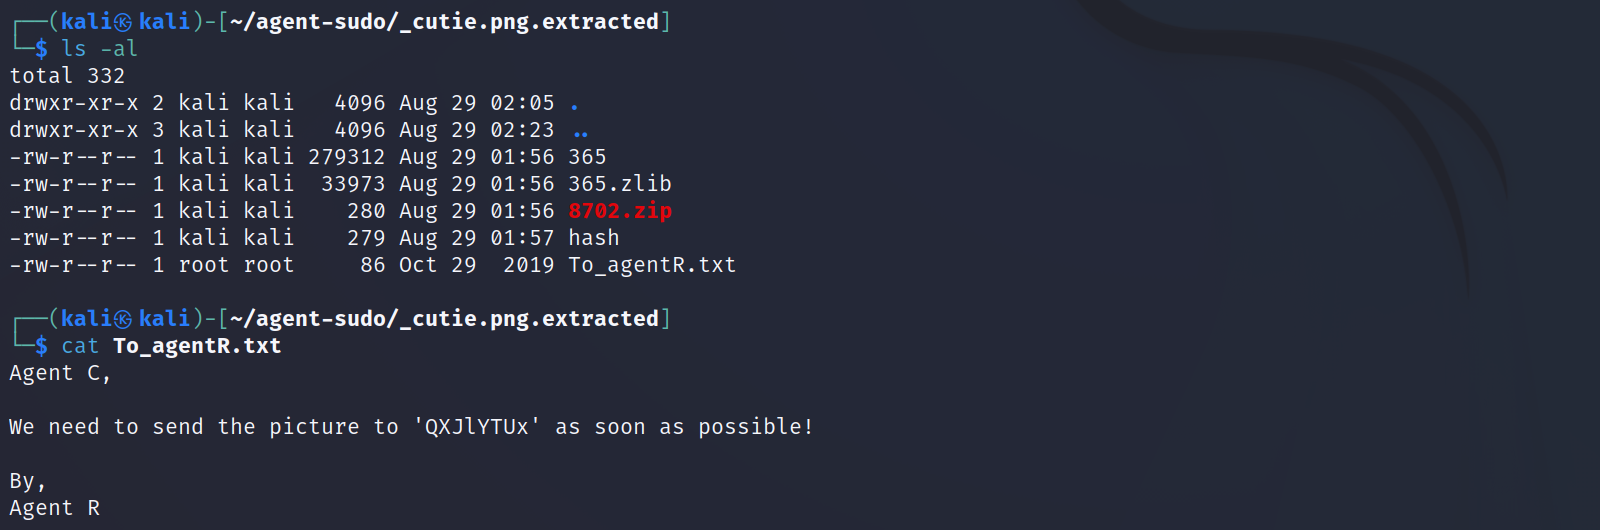 ┌──(kali㉿kali)-[~/agent-sudo/_cutie.png.extracted]
└─$ ls -al
total 332
drwxr-xr-x 2 kali kali   4096 Aug 29 02:05 .
drwxr-xr-x 3 kali kali   4096 Aug 29 02:23 ..
-rw-r--r-- 1 kali kali 279312 Aug 29 01:56 365
-rw-r--r-- 1 kali kali  33973 Aug 29 01:56 365.zlib
-rw-r--r-- 1 kali kali    280 Aug 29 01:56 8702.zip
-rw-r--r-- 1 kali kali    279 Aug 29 01:57 hash
-rw-r--r-- 1 root root     86 Oct 29  2019 To_agentR.txt
┌──(kali㉿kali)-[~/agent-sudo/_cutie.png.extracted]
└─$ cat To_agentR.txt
Agent C,
We need to send the picture to 'QXJlYTUx' as soon as possible!
By,
Agent R